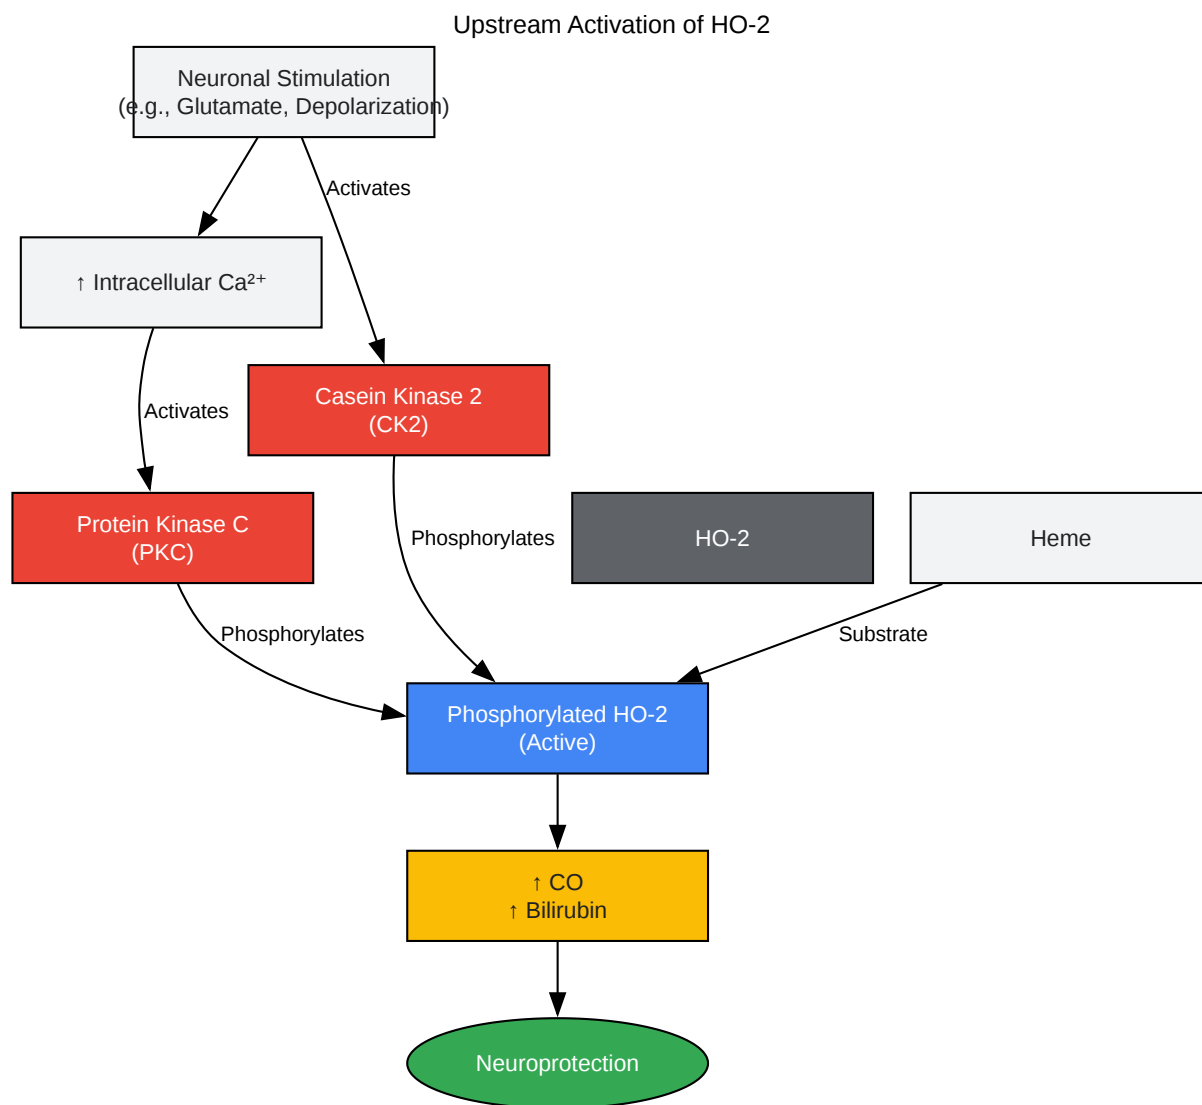 Upstream Activation of HO-2
Neuronal Stimulation
(e.g., Glutamate, Depolarization)
Activates
↑ Intracellular Ca²⁺
Casein Kinase 2
(CK2)
Activates
Protein Kinase C
(PKC)
Phosphorylates
HO-2
Heme
Phosphorylates
Substrate
Phosphorylated HO-2
(Active)
↑ CO
↑ Bilirubin
Neuroprotection